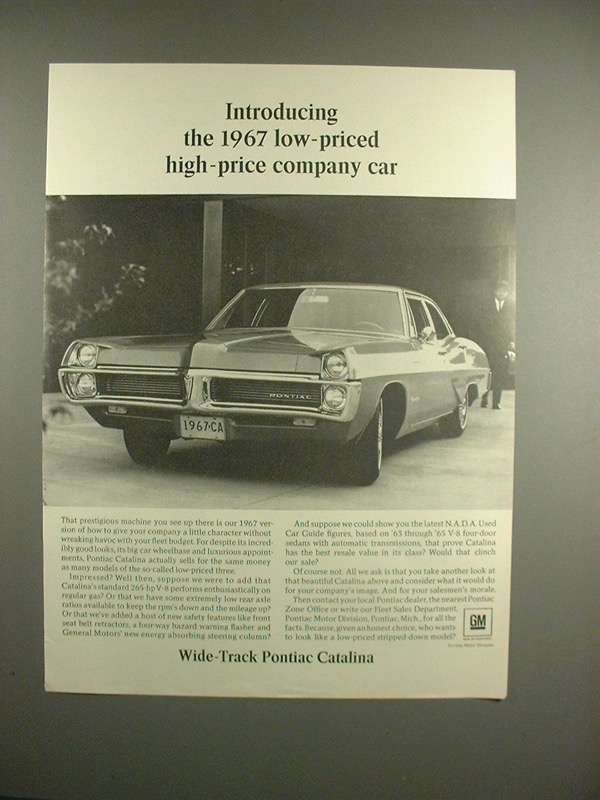 Introducing
the 1967 low-priced
high-price company car
PONTIAC
1967·CA
That prestigious machine you see up there is our 1967 ver-
sion of how to give your company a little character without
wreaking havoc with your fleet budget. For despite its incred-
ibly good looks, its big car wheelbase and luxurious appoint-
ments, Pontiac Catalina actually sells for the same money
as many models of the so-called low-priced three.
Impressed? Well then, suppose we were to add that
Catalina's standard 265-hp V-8 performs enthusiastically on
regular gas? Or that we have some extremely low rear axle
ratios available to keep the rpm's down and the mileage up?
Or that we've added a host of new safety features like front
seat belt retractors, a four-way hazard warning flasher and
General Motors' new energy absorbing steering column?
And suppose we could show you the latest N.A.D.A. Used
Car Guide figures, based on '63 through '65 V-8 four-door
sedans with automatic transmissions, that prove Catalina
has the best resale value in its class? Would that clinch
our sale?
Of course not. All we ask is that you take another look at
that beautiful Catalina above and consider what it would do
for your company's image. And for your salesmen's morale.
Then contact your local Pontiac dealer, the nearest Pontiac
Zone Office or write our Fleet Sales Department,
Pontiac Motor Division, Pontiac, Mich., for all the
facts. Because, given an honest choice, who wants
to look like a low-priced stripped-down model?
GM
Pontiac Motor Division
Wide-Track Pontiac Catalina